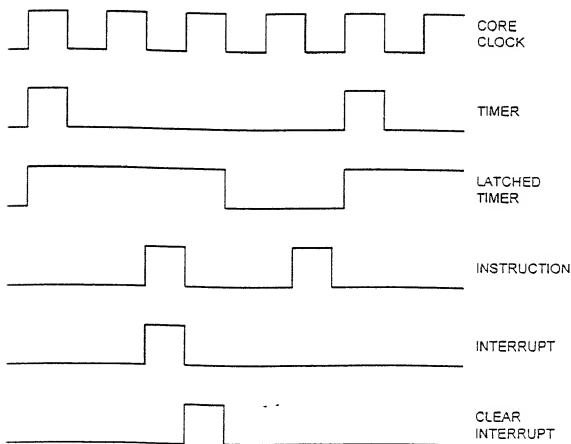 CORE
CLOCK
TIMER
LATCHED
TIMER
INSTRUCTION
INTERRUPT
CLEAR
INTERRUPT